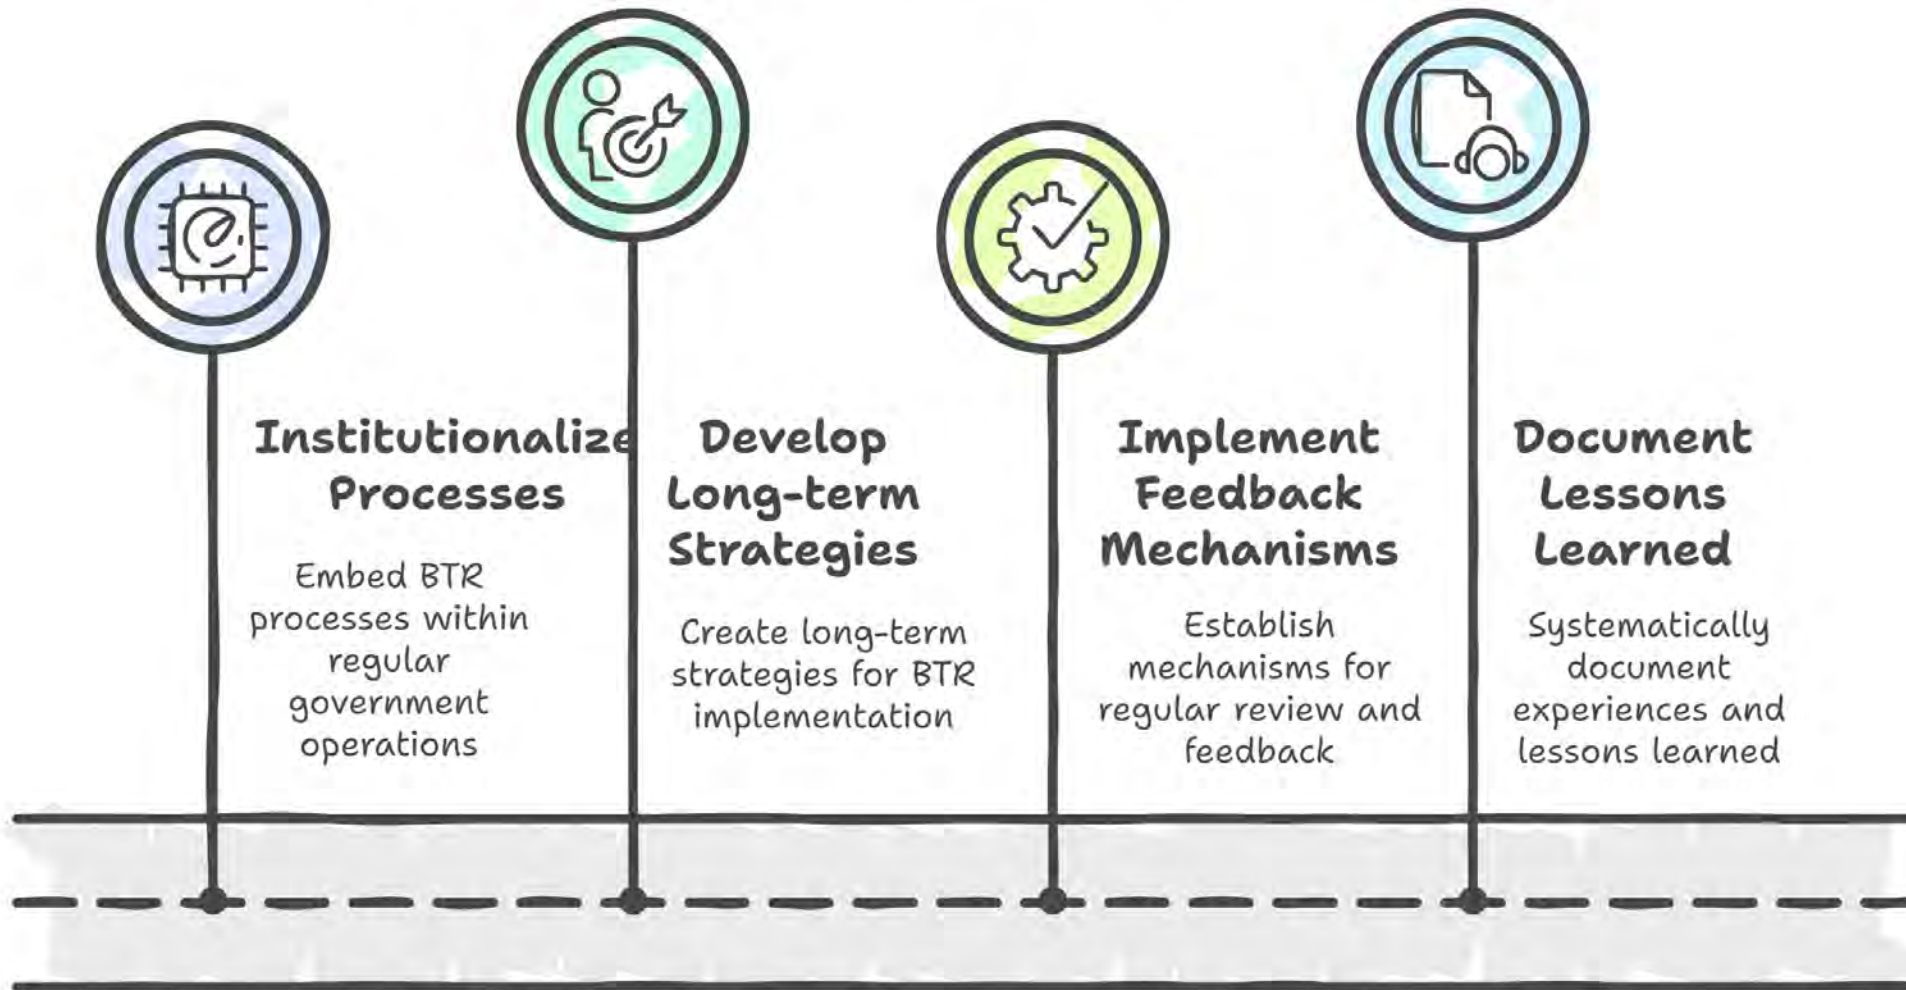 Institutionalize
Processes
Embed BTR
processes within
regular
government
operations
Develop
Long-term
Strategies
Create long-term
strategies for BTR
implementation
Implement
Feedback
Mechanisms
Establish
mechanisms for
regular review and
feedback
Document
Lessons
Learned
Systematically
document
experiences and
lessons learned